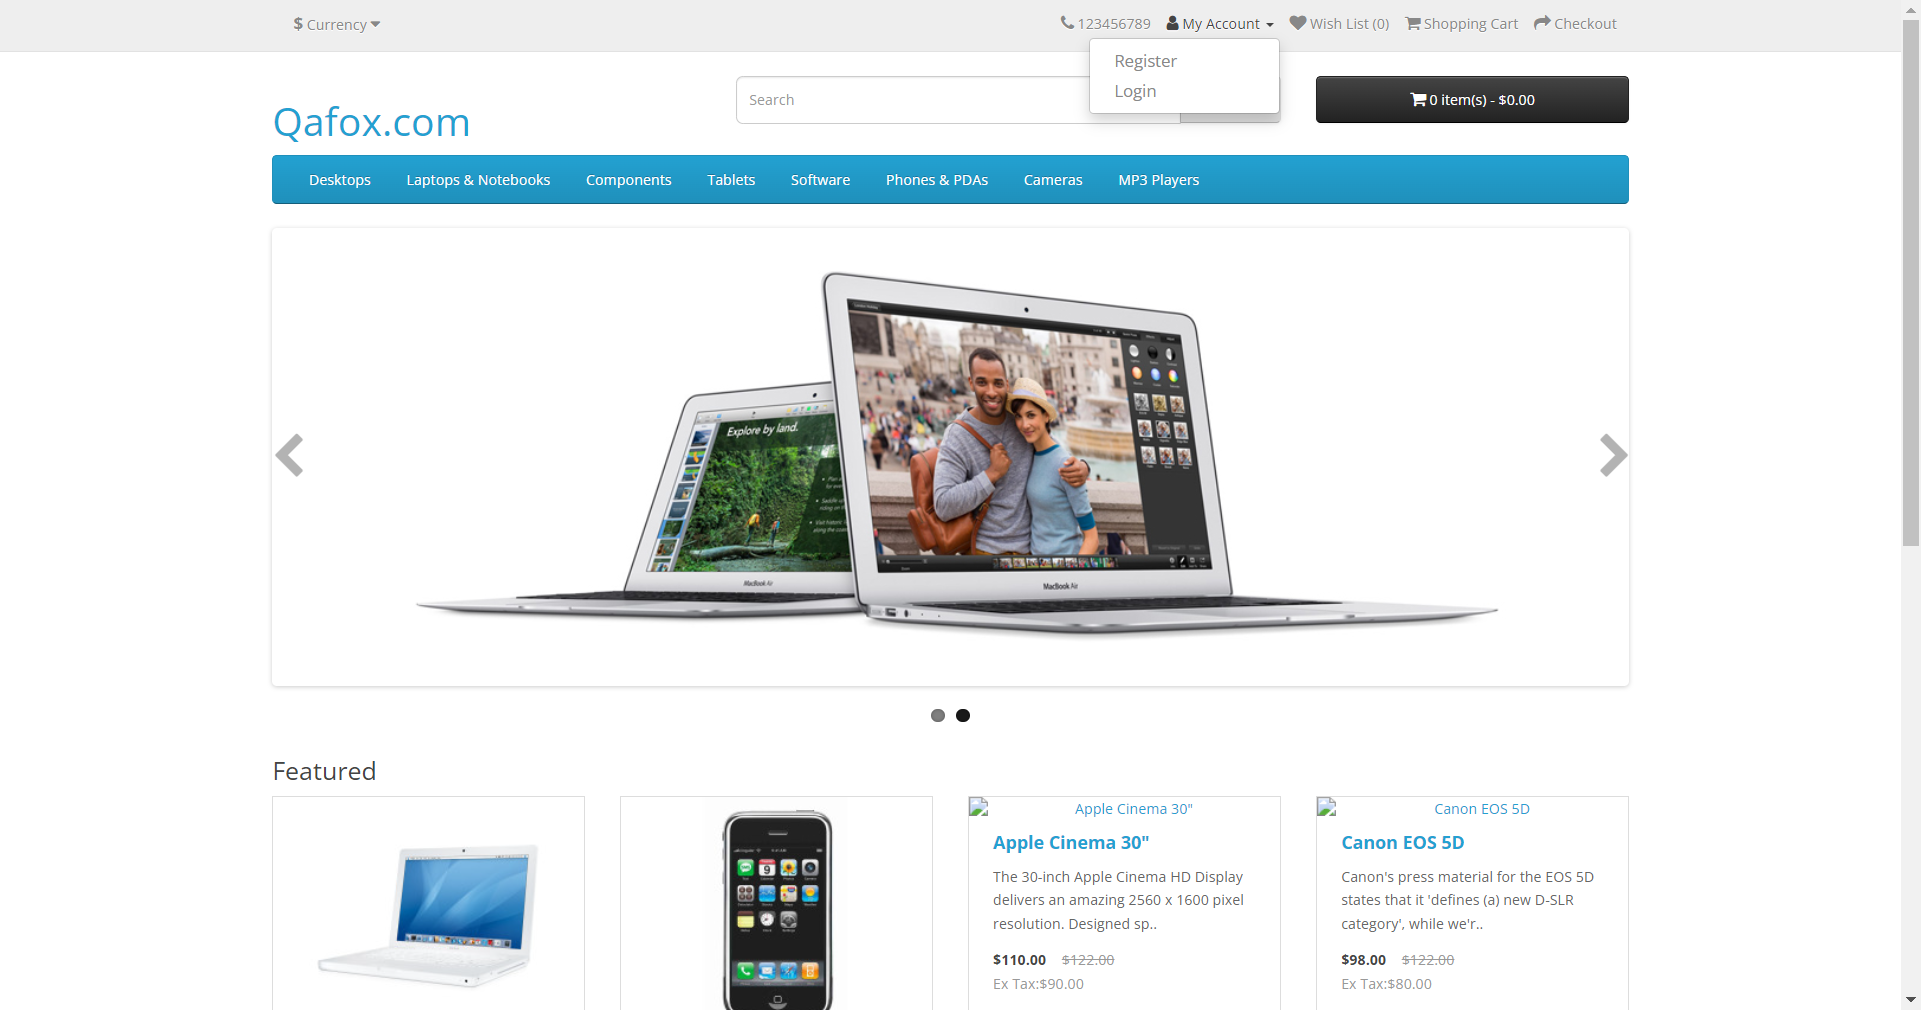 $ Currency
123456789 My Account Wish List (0) Shopping Cart Checkout
Register
Login
Qafox.com
Search
0 item(s) - $0.00
Desktops Laptops & Notebooks Components Tablets Software Phones & PDAs Cameras MP3 Players
Explore by land.
MacBook Air
MacBook Air
Featured
Apple Cinema 30"
Apple Cinema 30"
The 30-inch Apple Cinema HD Display
delivers an amazing 2560 x 1600 pixel
resolution. Designed sp..
$110.00 $122.00
Ex Tax:$90.00
Canon EOS 5D
Canon EOS 5D
Canon's press material for the EOS 5D
states that it 'defines (a) new D-SLR
category', while we'r..
$98.00 $122.00
Ex Tax:$80.00